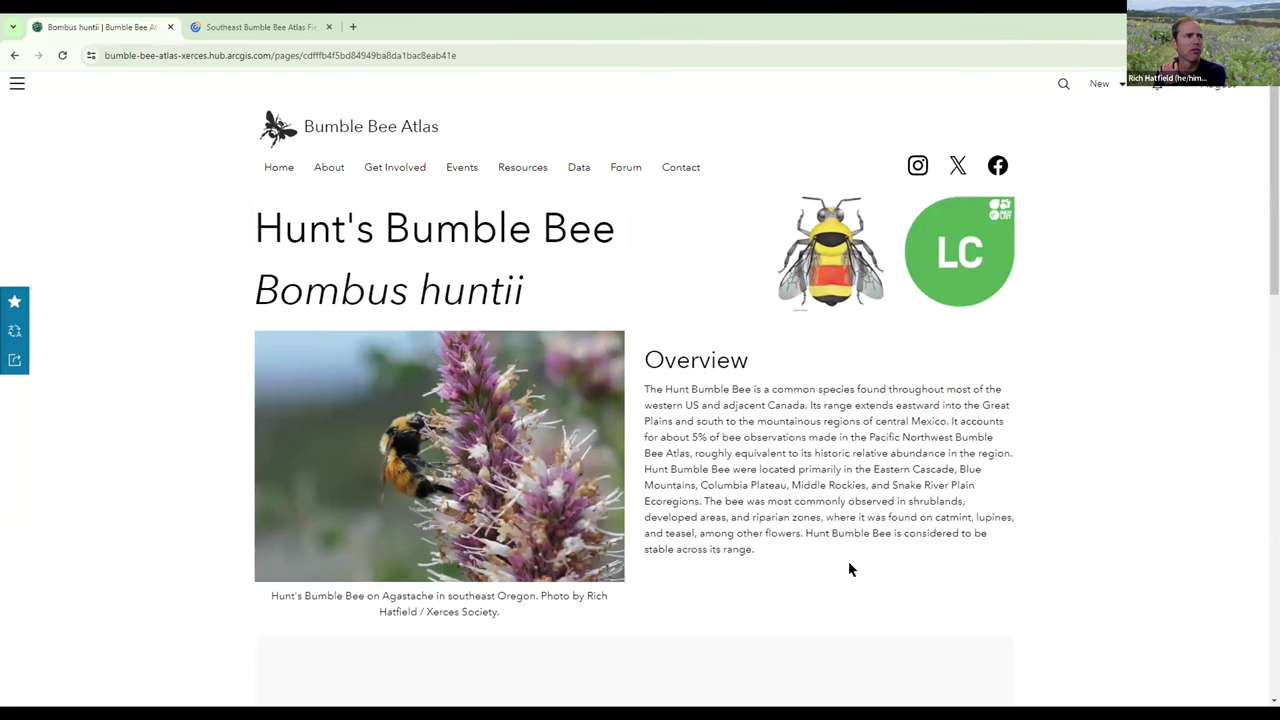 Bombus huntii | Bumble Bee At
Southeast Bumble Bee Atlas Fi
bumble-bee-atlas-xerces.hub.arcgis.com/pages/cdfffb4f5bd84949ba8da1bac8eab41e
Rich Hatfield (he/him...
New
Bumble Bee Atlas
Home About Get Involved Events Resources Data Forum Contact
Hunt's Bumble Bee
Bombus huntii
LC
Overview
The Hunt Bumble Bee is a common species found throughout most of the
western US and adjacent Canada. Its range extends eastward into the Great
Plains and south to the mountainous regions of central Mexico. It accounts
for about 5% of bee observations made in the Pacific Northwest Bumble
Bee Atlas, roughly equivalent to its historic relative abundance in the region.
Hunt Bumble Bee were located primarily in the Eastern Cascade, Blue
Mountains, Columbia Plateau, Middle Rockies, and Snake River Plain
Ecoregions. The bee was most commonly observed in shrublands,
developed areas, and riparian zones, where it was found on catmint, lupines,
and teasel, among other flowers. Hunt Bumble Bee is considered to be
stable across its range.
Hunt's Bumble Bee on Agastache in southeast Oregon. Photo by Rich
Hatfield / Xerces Society.